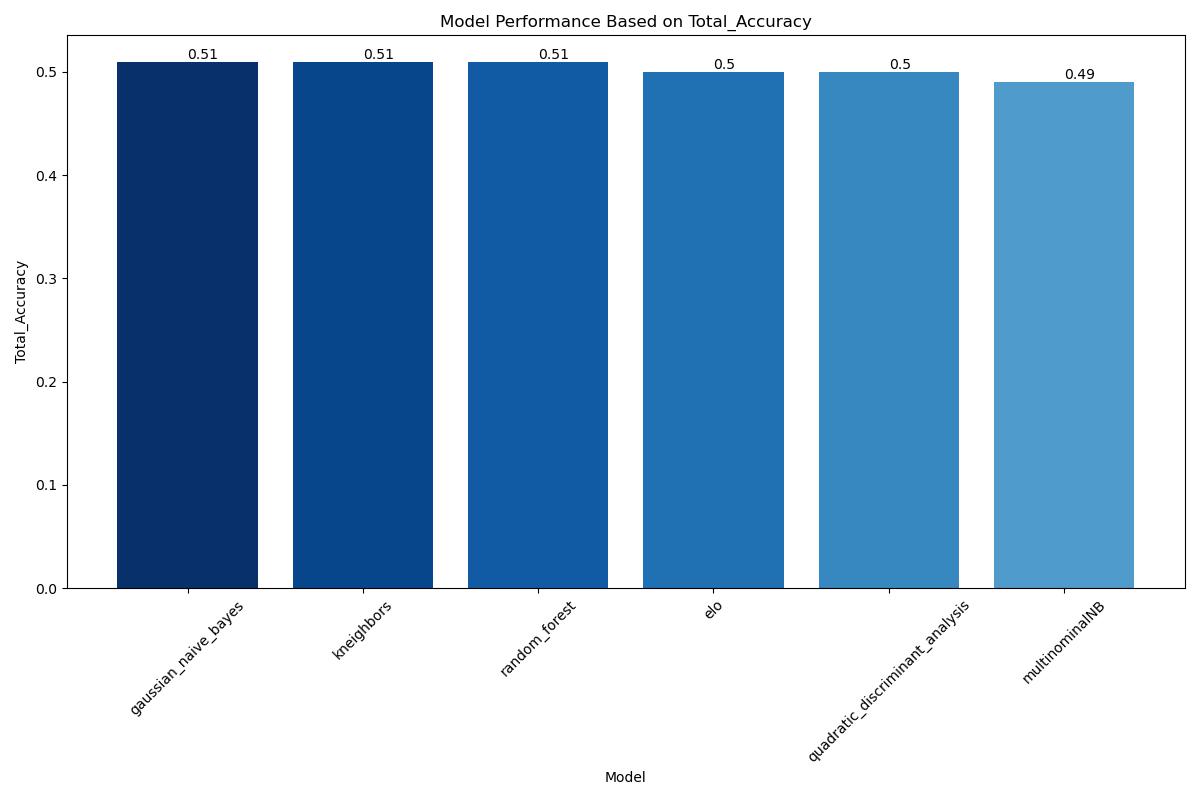 Model Performance Based on Total_Accuracy
0.51
0.51
0.51
0.5
0.5
0.49
0.5
0.4
0.3
0.2
0.1
0.0
Total_Accuracy
gaussian_naive_bayes
kneighbors
random_forest
elo
quadratic_discriminant_analysis
multinominalNB
Model